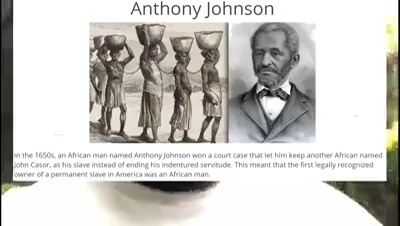 Anthony Johnson
In the 1650s, an African man named Anthony Johnson won a court case that let him keep another African named
John Casor, as his slave instead of ending his indentured servitude. This meant that the first legally recognized
owner of a permanent slave in America was an African man.